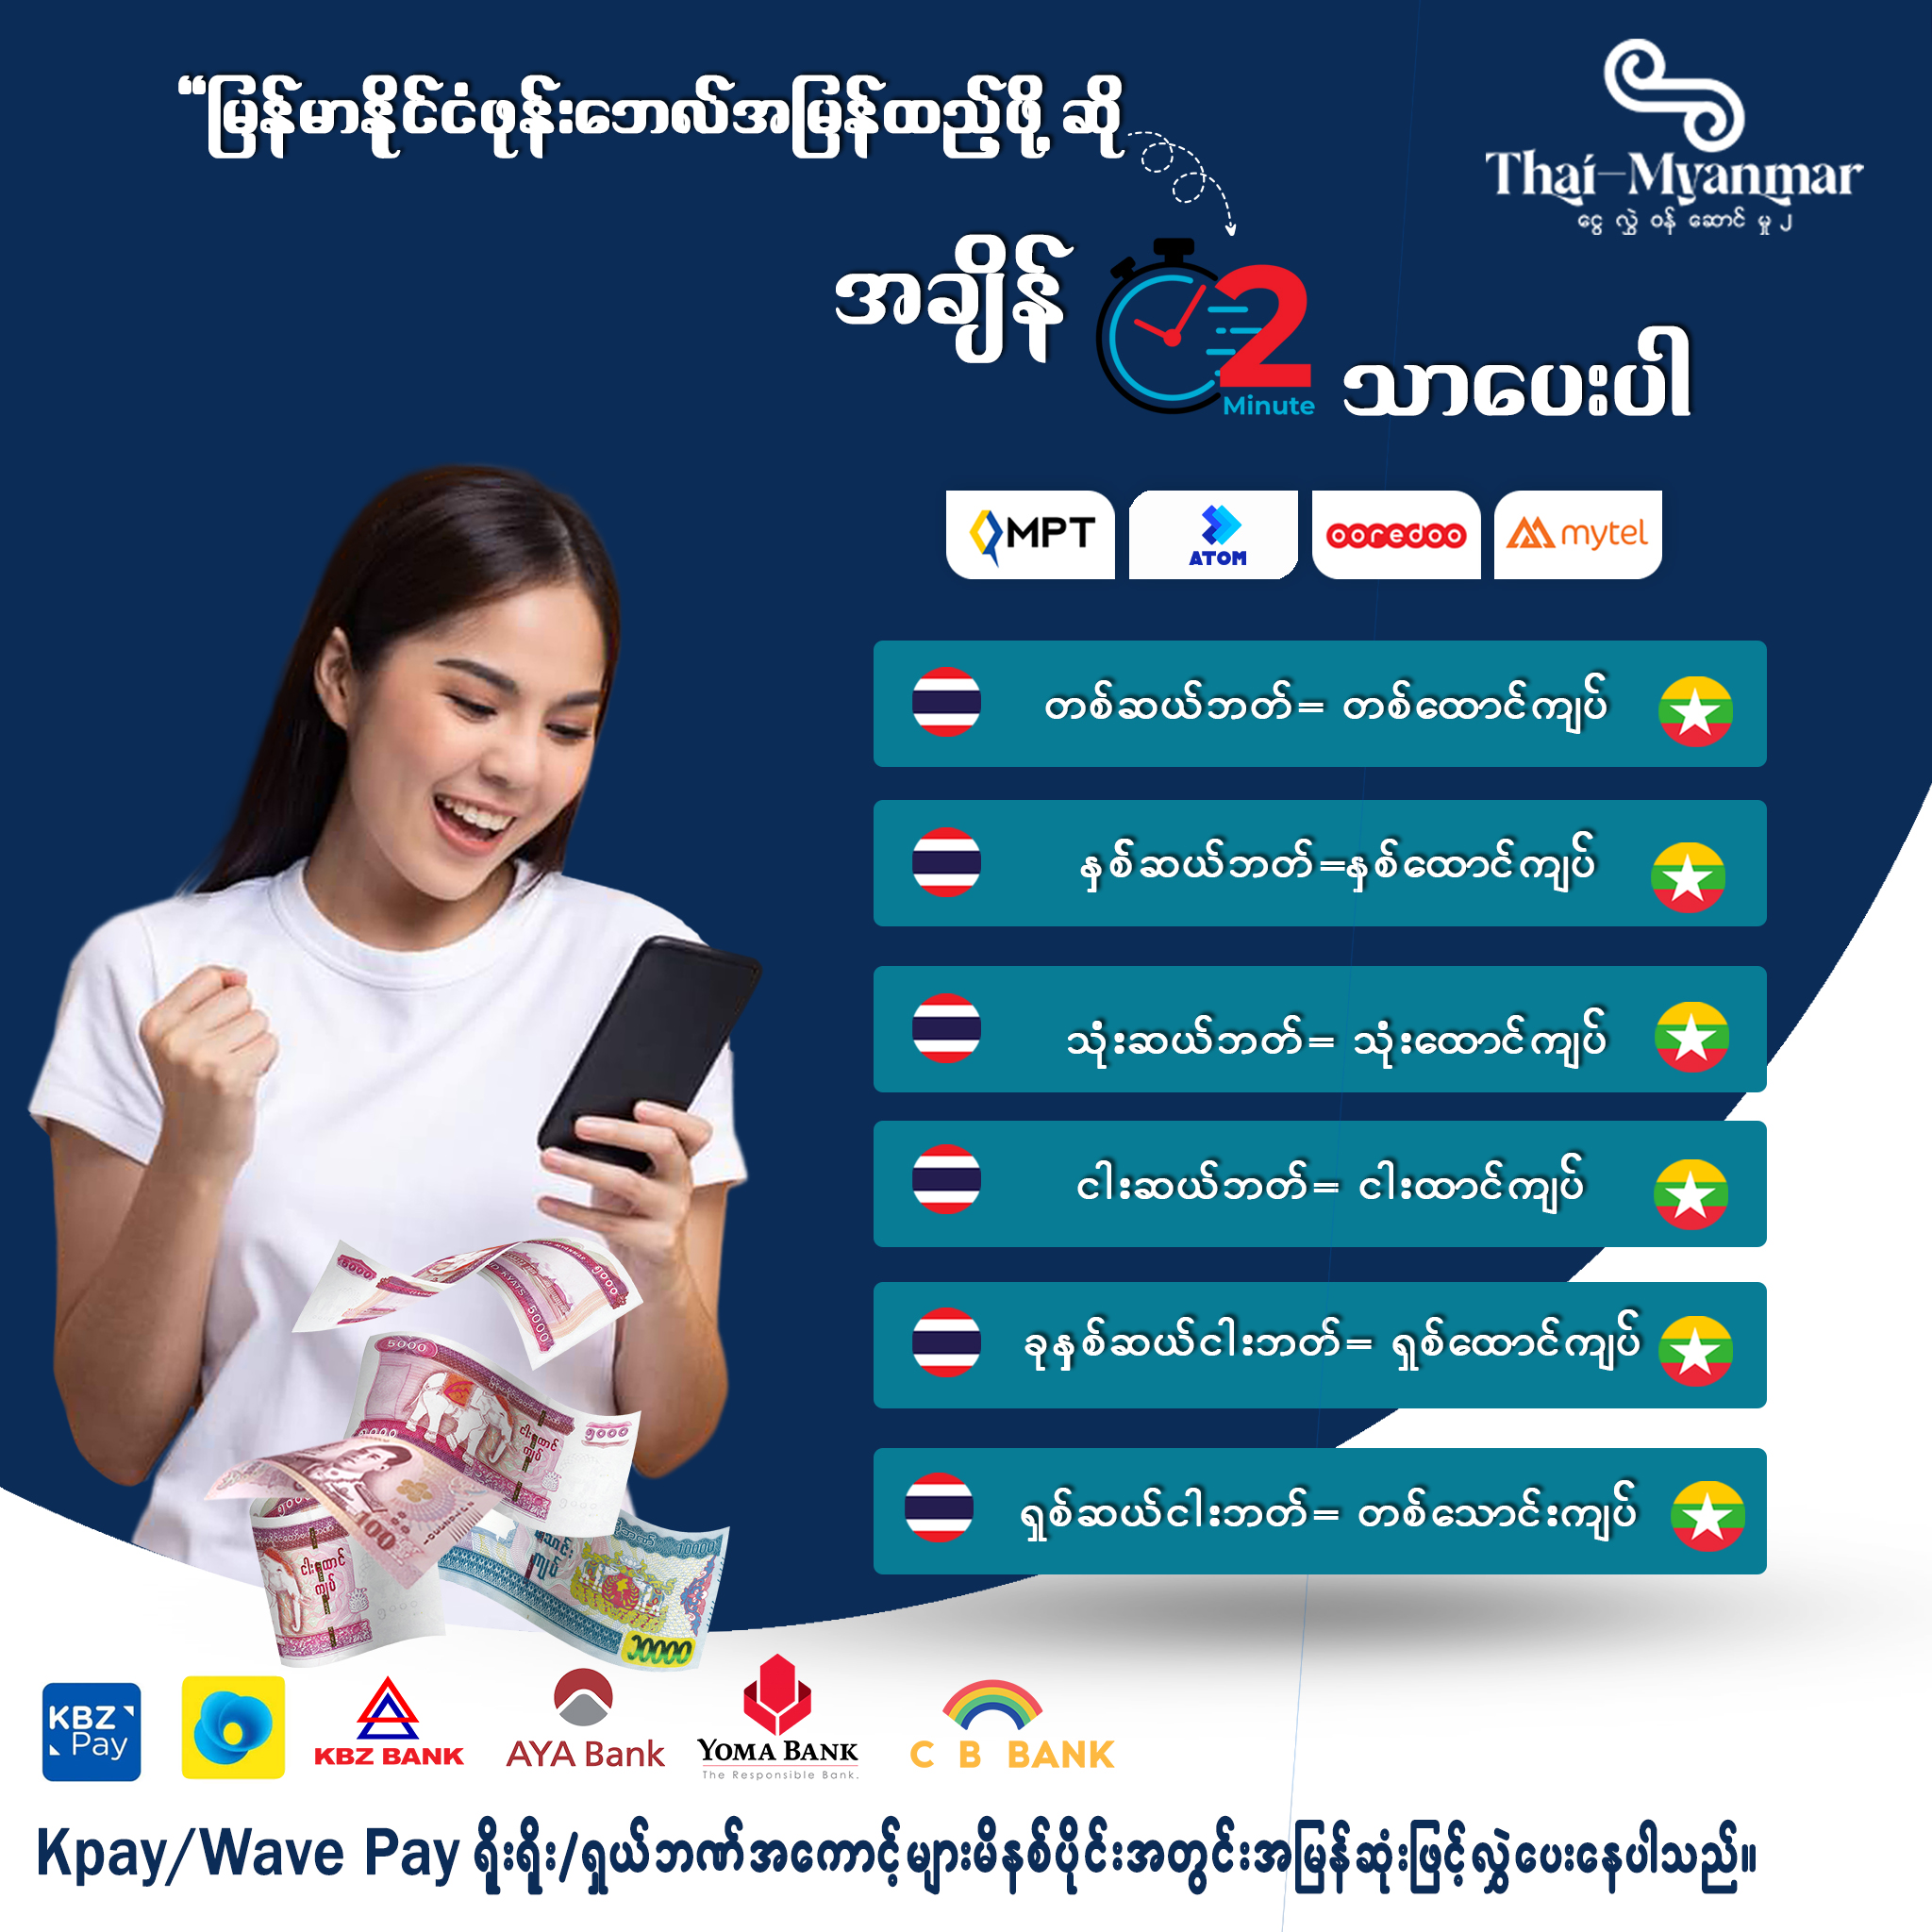 “မြန်မာနိုင်ငံဖုန်းဘေလ်အမြန်ထည့်ဖို့ ဆို
Thai-Myanmar
ငွေ လွှဲ ဝန် ဆောင် မှု ၂
အချိန် 2 Minute သာပေးပါ
MPT ATOM ooredoo mytel
တစ်ဆယ်ဘတ်= တစ်ထောင်ကျပ်
နှစ်ဆယ်ဘတ်=နှစ်ထောင်ကျပ်
သုံးဆယ်ဘတ်= သုံးထောင်ကျပ်
ငါးဆယ်ဘတ်= ငါးထာင်ကျပ်
ခုနှစ်ဆယ်ငါးဘတ်= ရှစ်ထောင်ကျပ်
ရှစ်ဆယ်ငါးဘတ်= တစ်သောင်းကျပ်
KBZ Pay KBZ BANK AYA Bank YOMA BANK C B BANK
The Responsible Bank.
Kpay/Wave Pay ရိုးရိုး/ရှယ်ဘဏ်အကောင့်များမိနစ်ပိုင်းအတွင်းအမြန်ဆုံးဖြင့်လွှဲပေးနေပါသည်။